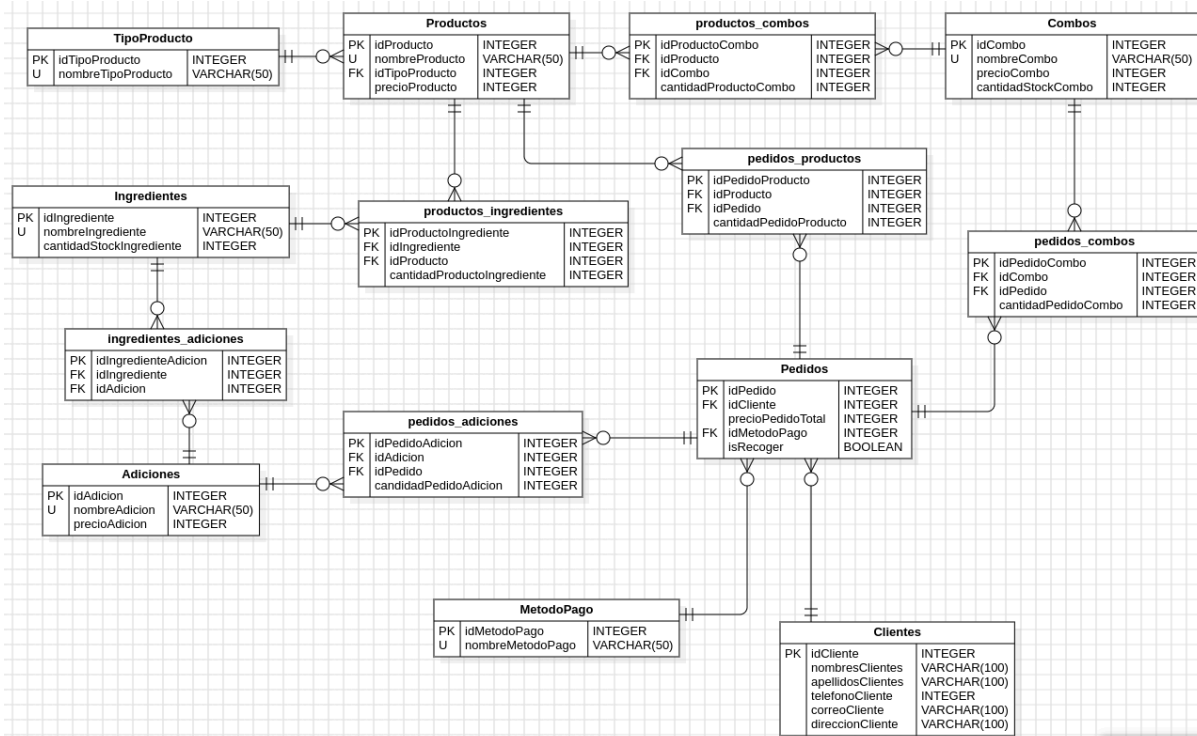 TipoProducto
PK idTipoProducto INTEGER
U nombreTipoProducto VARCHAR(50)
Productos
PK idProducto INTEGER
U nombreProducto VARCHAR(50)
FK idTipoProducto INTEGER
precioProducto INTEGER
productos_combos
PK idProductoCombo INTEGER
FK idProducto INTEGER
FK idCombo INTEGER
cantidadProductoCombo INTEGER
Combos
PK idCombo INTEGER
U nombreCombo VARCHAR(50)
precioCombo INTEGER
cantidadStockCombo INTEGER
pedidos_productos
PK idPedidoProducto INTEGER
FK idProducto INTEGER
FK idPedido INTEGER
cantidadPedidoProducto INTEGER
Ingredientes
PK idIngrediente INTEGER
U nombreIngrediente VARCHAR(50)
cantidadStockIngrediente INTEGER
productos_ingredientes
PK idProductoIngrediente INTEGER
FK idIngrediente INTEGER
FK idProducto INTEGER
cantidadProductoIngrediente INTEGER
pedidos_combos
PK idPedidoCombo INTEGER
FK idCombo INTEGER
FK idPedido INTEGER
cantidadPedidoCombo INTEGER
ingredientes_adiciones
PK idIngredienteAdicion INTEGER
FK idIngrediente INTEGER
FK idAdicion INTEGER
Pedidos
PK idPedido INTEGER
FK idCliente INTEGER
precioPedidoTotal INTEGER
FK idMetodoPago INTEGER
isRecoger BOOLEAN
pedidos_adiciones
PK idPedidoAdicion INTEGER
FK idAdicion INTEGER
FK idPedido INTEGER
candidadPedidoAdicion INTEGER
Adiciones
PK idAdicion INTEGER
U nombreAdicion VARCHAR(50)
precioAdicion INTEGER
MetodoPago
PK idMetodoPago INTEGER
U nombreMetodoPago VARCHAR(50)
Clientes
PK idCliente INTEGER
nombresClientes VARCHAR(100)
apellidosClientes VARCHAR(100)
telefonoCliente INTEGER
correoCliente VARCHAR(100)
direccionCliente VARCHAR(100)